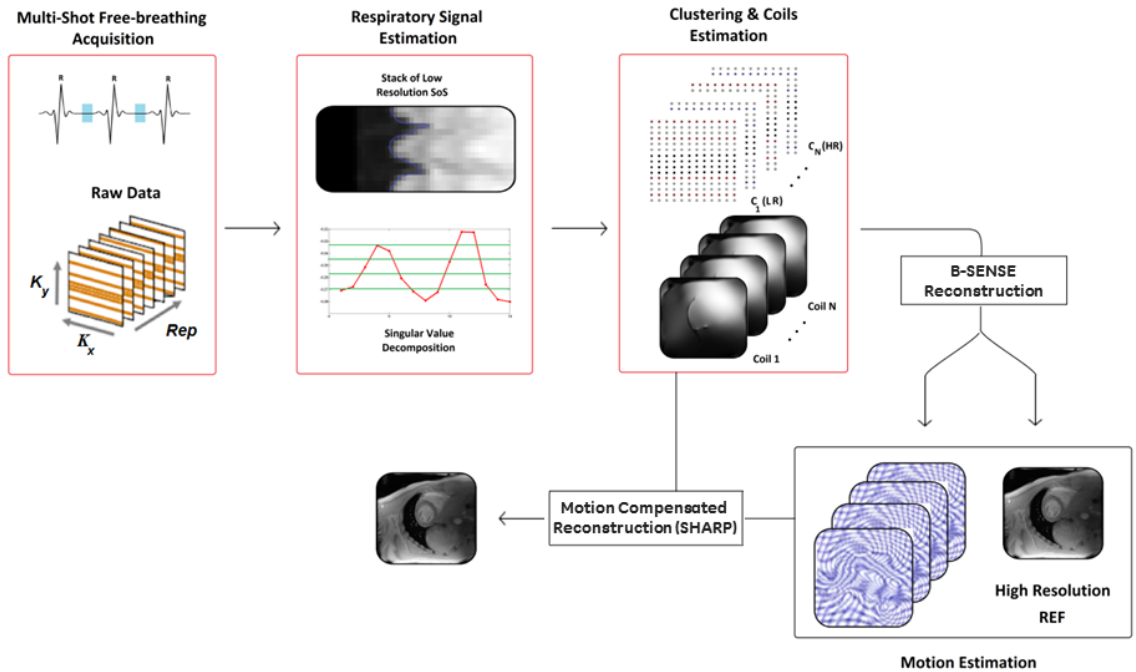 Multi-Shot Free-breathing
Acquisition
R
R
R
Raw Data
Ky
Kx
Rep
Respiratory Signal
Estimation
Stack of Low
Resolution SoS
Singular Value
Decomposition
Clustering & Coils
Estimation
CN(HR)
C1(LR)
Coil N
Coil 1
B-SENSE
Reconstruction
Motion Compensated
Reconstruction (SHARP)
High Resolution
REF
Motion Estimation